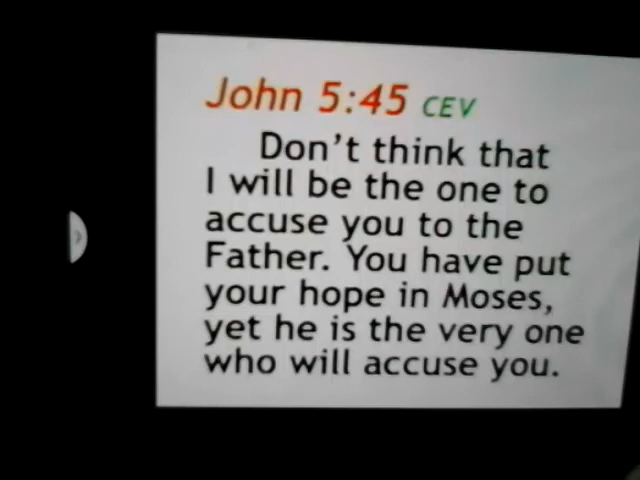 John 5:45 CEV
Don't think that
I will be the one to
accuse you to the
Father. You have put
your hope in Moses,
yet he is the very one
who will accuse you.